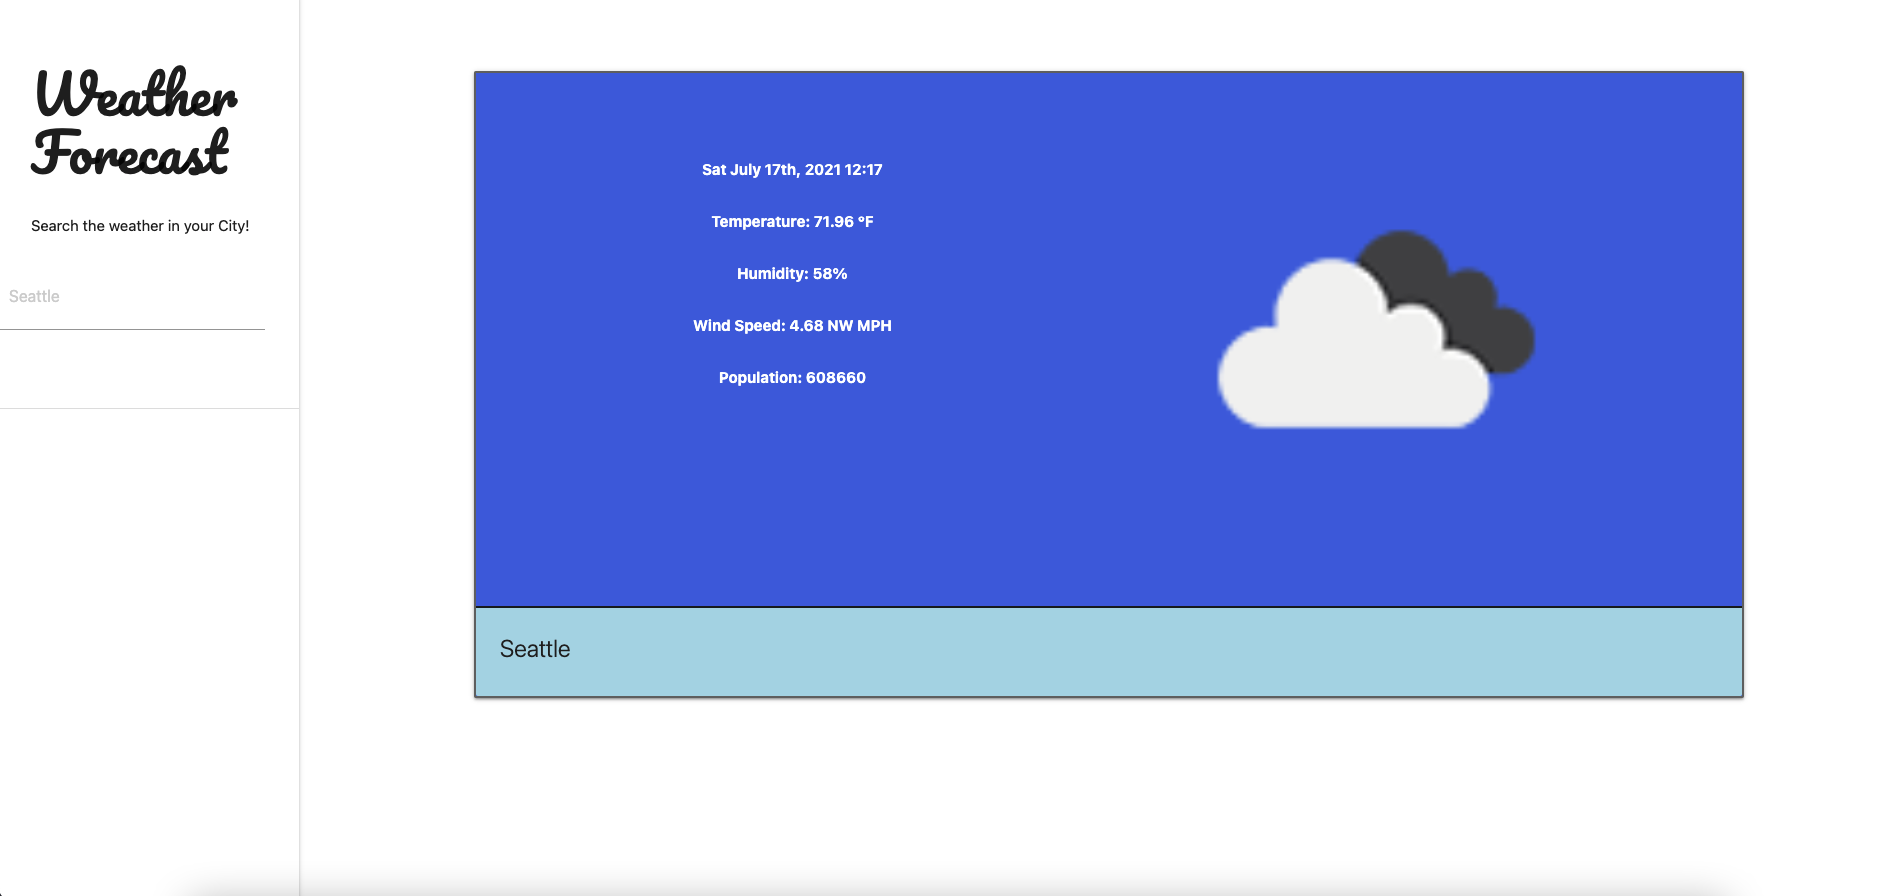 Weather
Forecast
Search the weather in your City!
Seattle
Sat July 17th, 2021 12:17
Temperature: 71.96 °F
Humidity: 58%
Wind Speed: 4.68 NW MPH
Population: 608660
Seattle